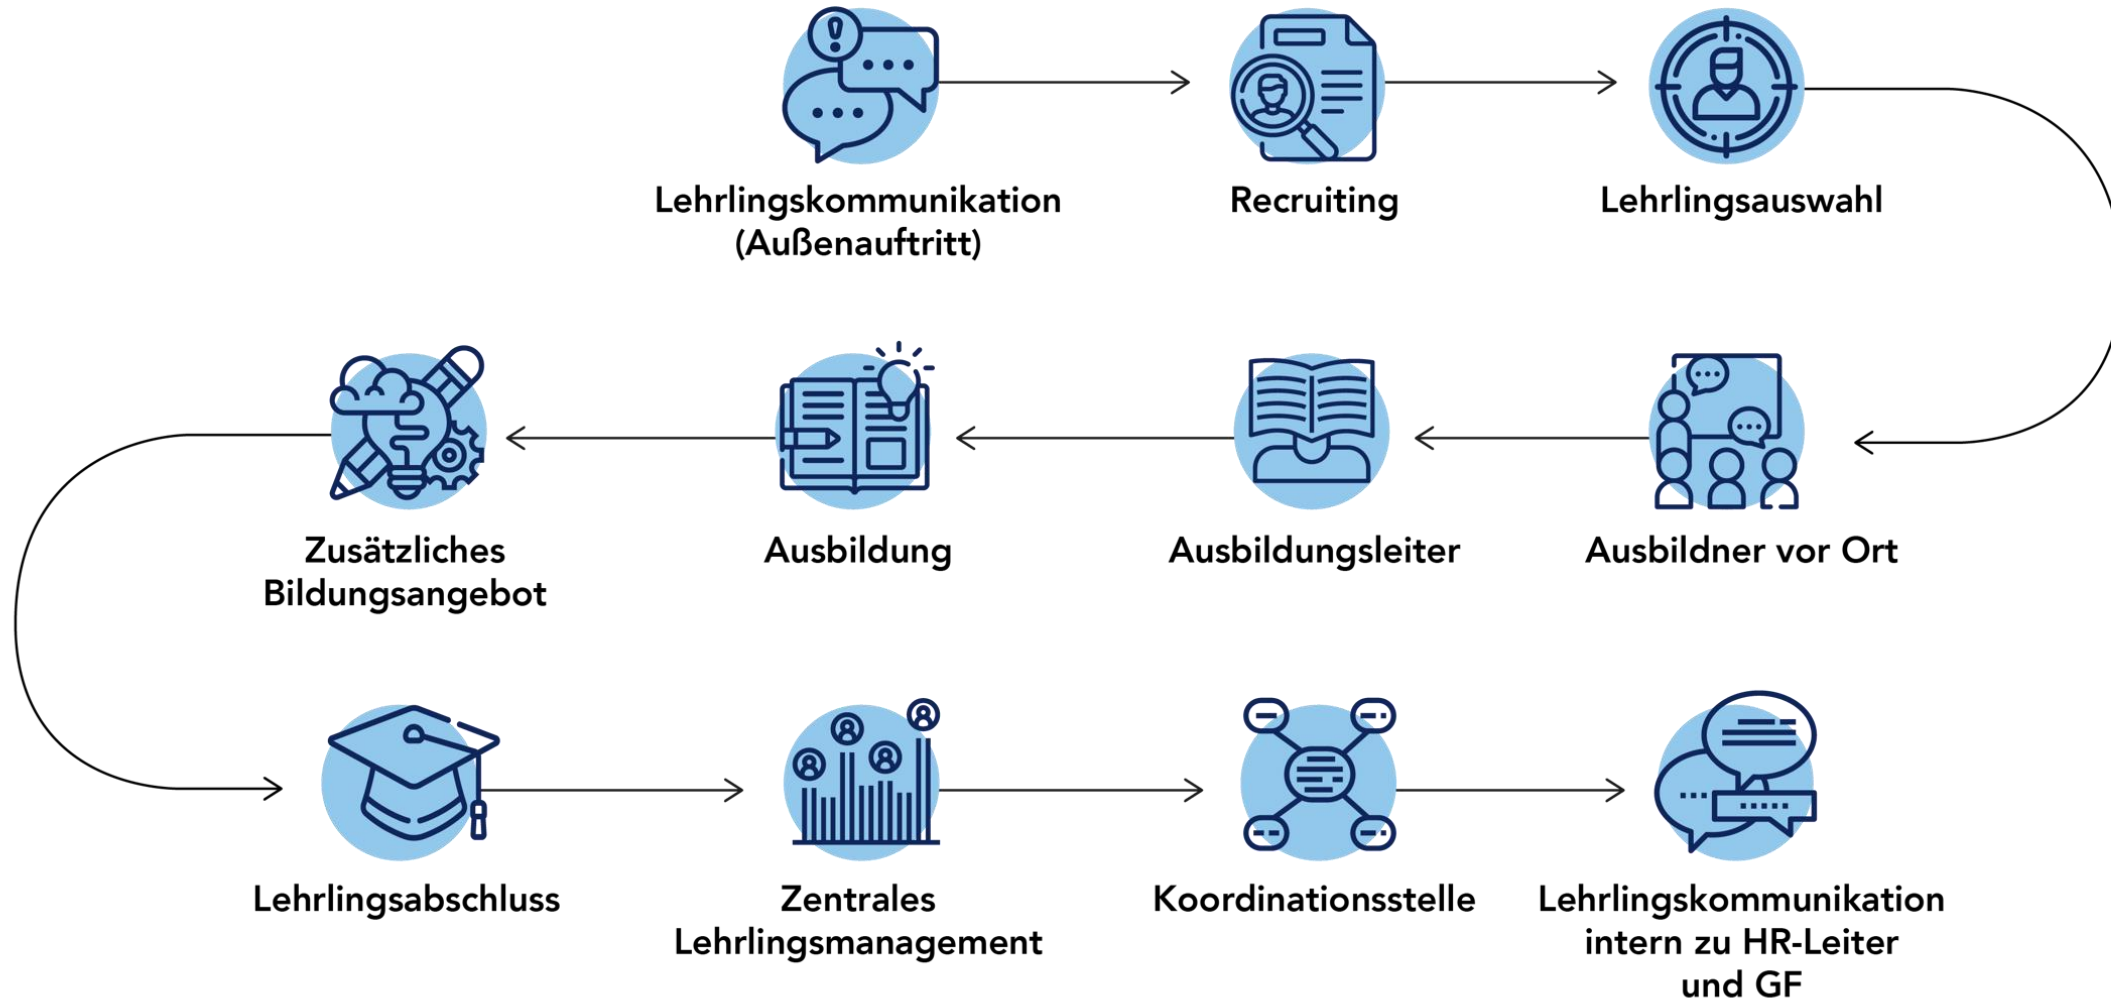 Lehrlingskommunikation
(Außenauftritt)
Recruiting
Lehrlingsauswahl
Ausbildner vor Ort
Ausbildungsleiter
Ausbildung
Zusätzliches
Bildungsangebot
Lehrlingsabschluss
Zentrales
Lehrlingsmanagement
Koordinationsstelle
Lehrlingskommunikation
intern zu HR-Leiter
und GF